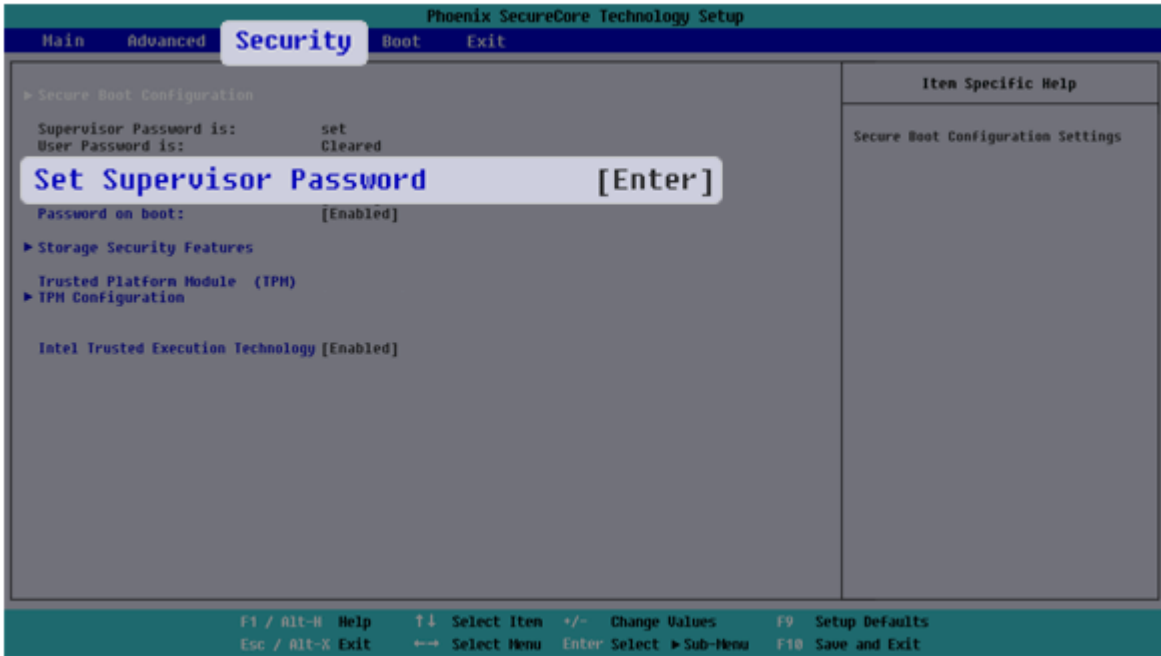 Phoenix SecureCore Technology Setup
Main Advanced Security Boot Exit
▶ Secure Boot Configuration
Supervisor Password is: set
User Password is: Cleared
Set Supervisor Password [Enter]
Password on boot: [Enabled]
▶ Storage Security Features
Trusted Platform Module (TPM)
▶ TPM Configuration
Intel Trusted Execution Technology [Enabled]
Item Specific Help
Secure Boot Configuration Settings
F1 / Alt-H Help ↑↓ Select Item +/- Change Values F9 Setup Defaults
Esc / Alt-X Exit ←→ Select Menu Enter Select ▶ Sub-Menu F10 Save and Exit